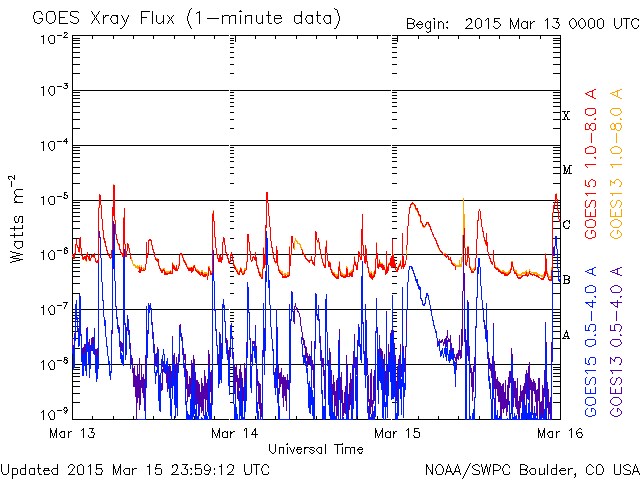 GOES Xray Flux (1-minute data)
Begin: 2015 Mar 13 0000 UTC
10-2
10-3
10-4
10-5
10-6
10-7
10-8
10-9
Watts m-2
X
M
C
B
A
GOES15 1.0-8.0 A
GOES13 1.0-8.0 A
GOES15 0.5-4.0 A
GOES13 0.5-4.0 A
Mar 13
Mar 14
Mar 15
Mar 16
Universal Time
Updated 2015 Mar 15 23:59:12 UTC
NOAA/SWPC Boulder, CO USA